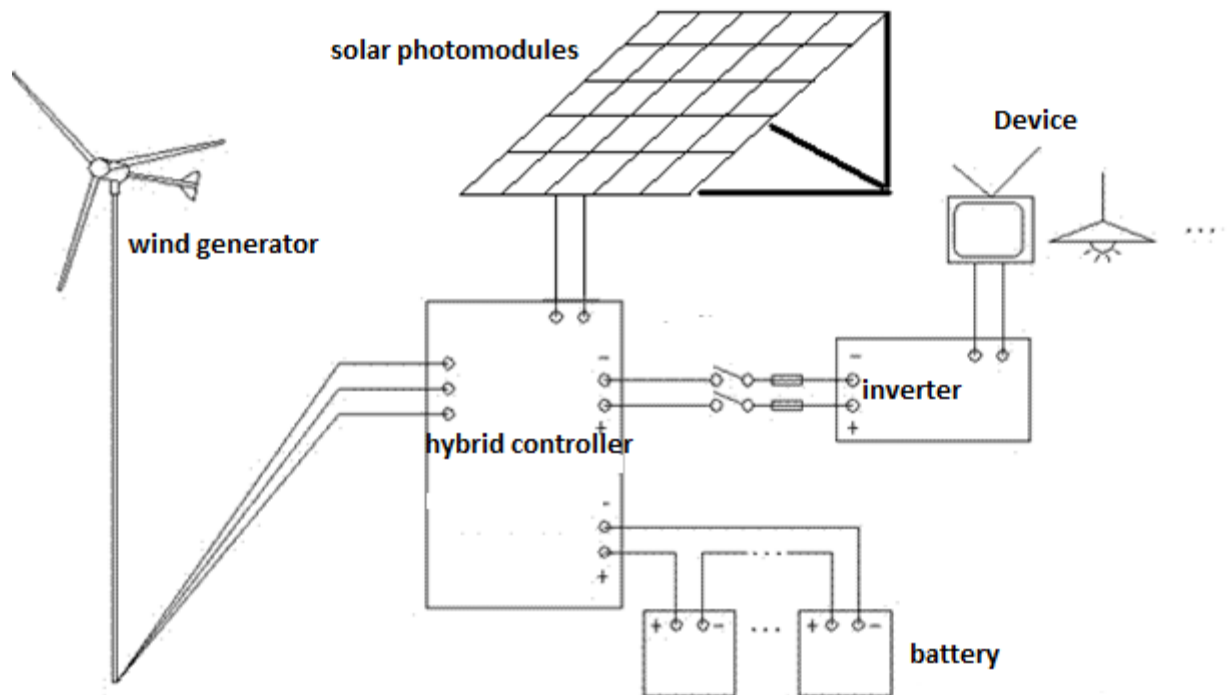 solar photomodules
Device
wind generator
-
-
inverter
+
+
hybrid controller
-
+
+ - ... + -
battery